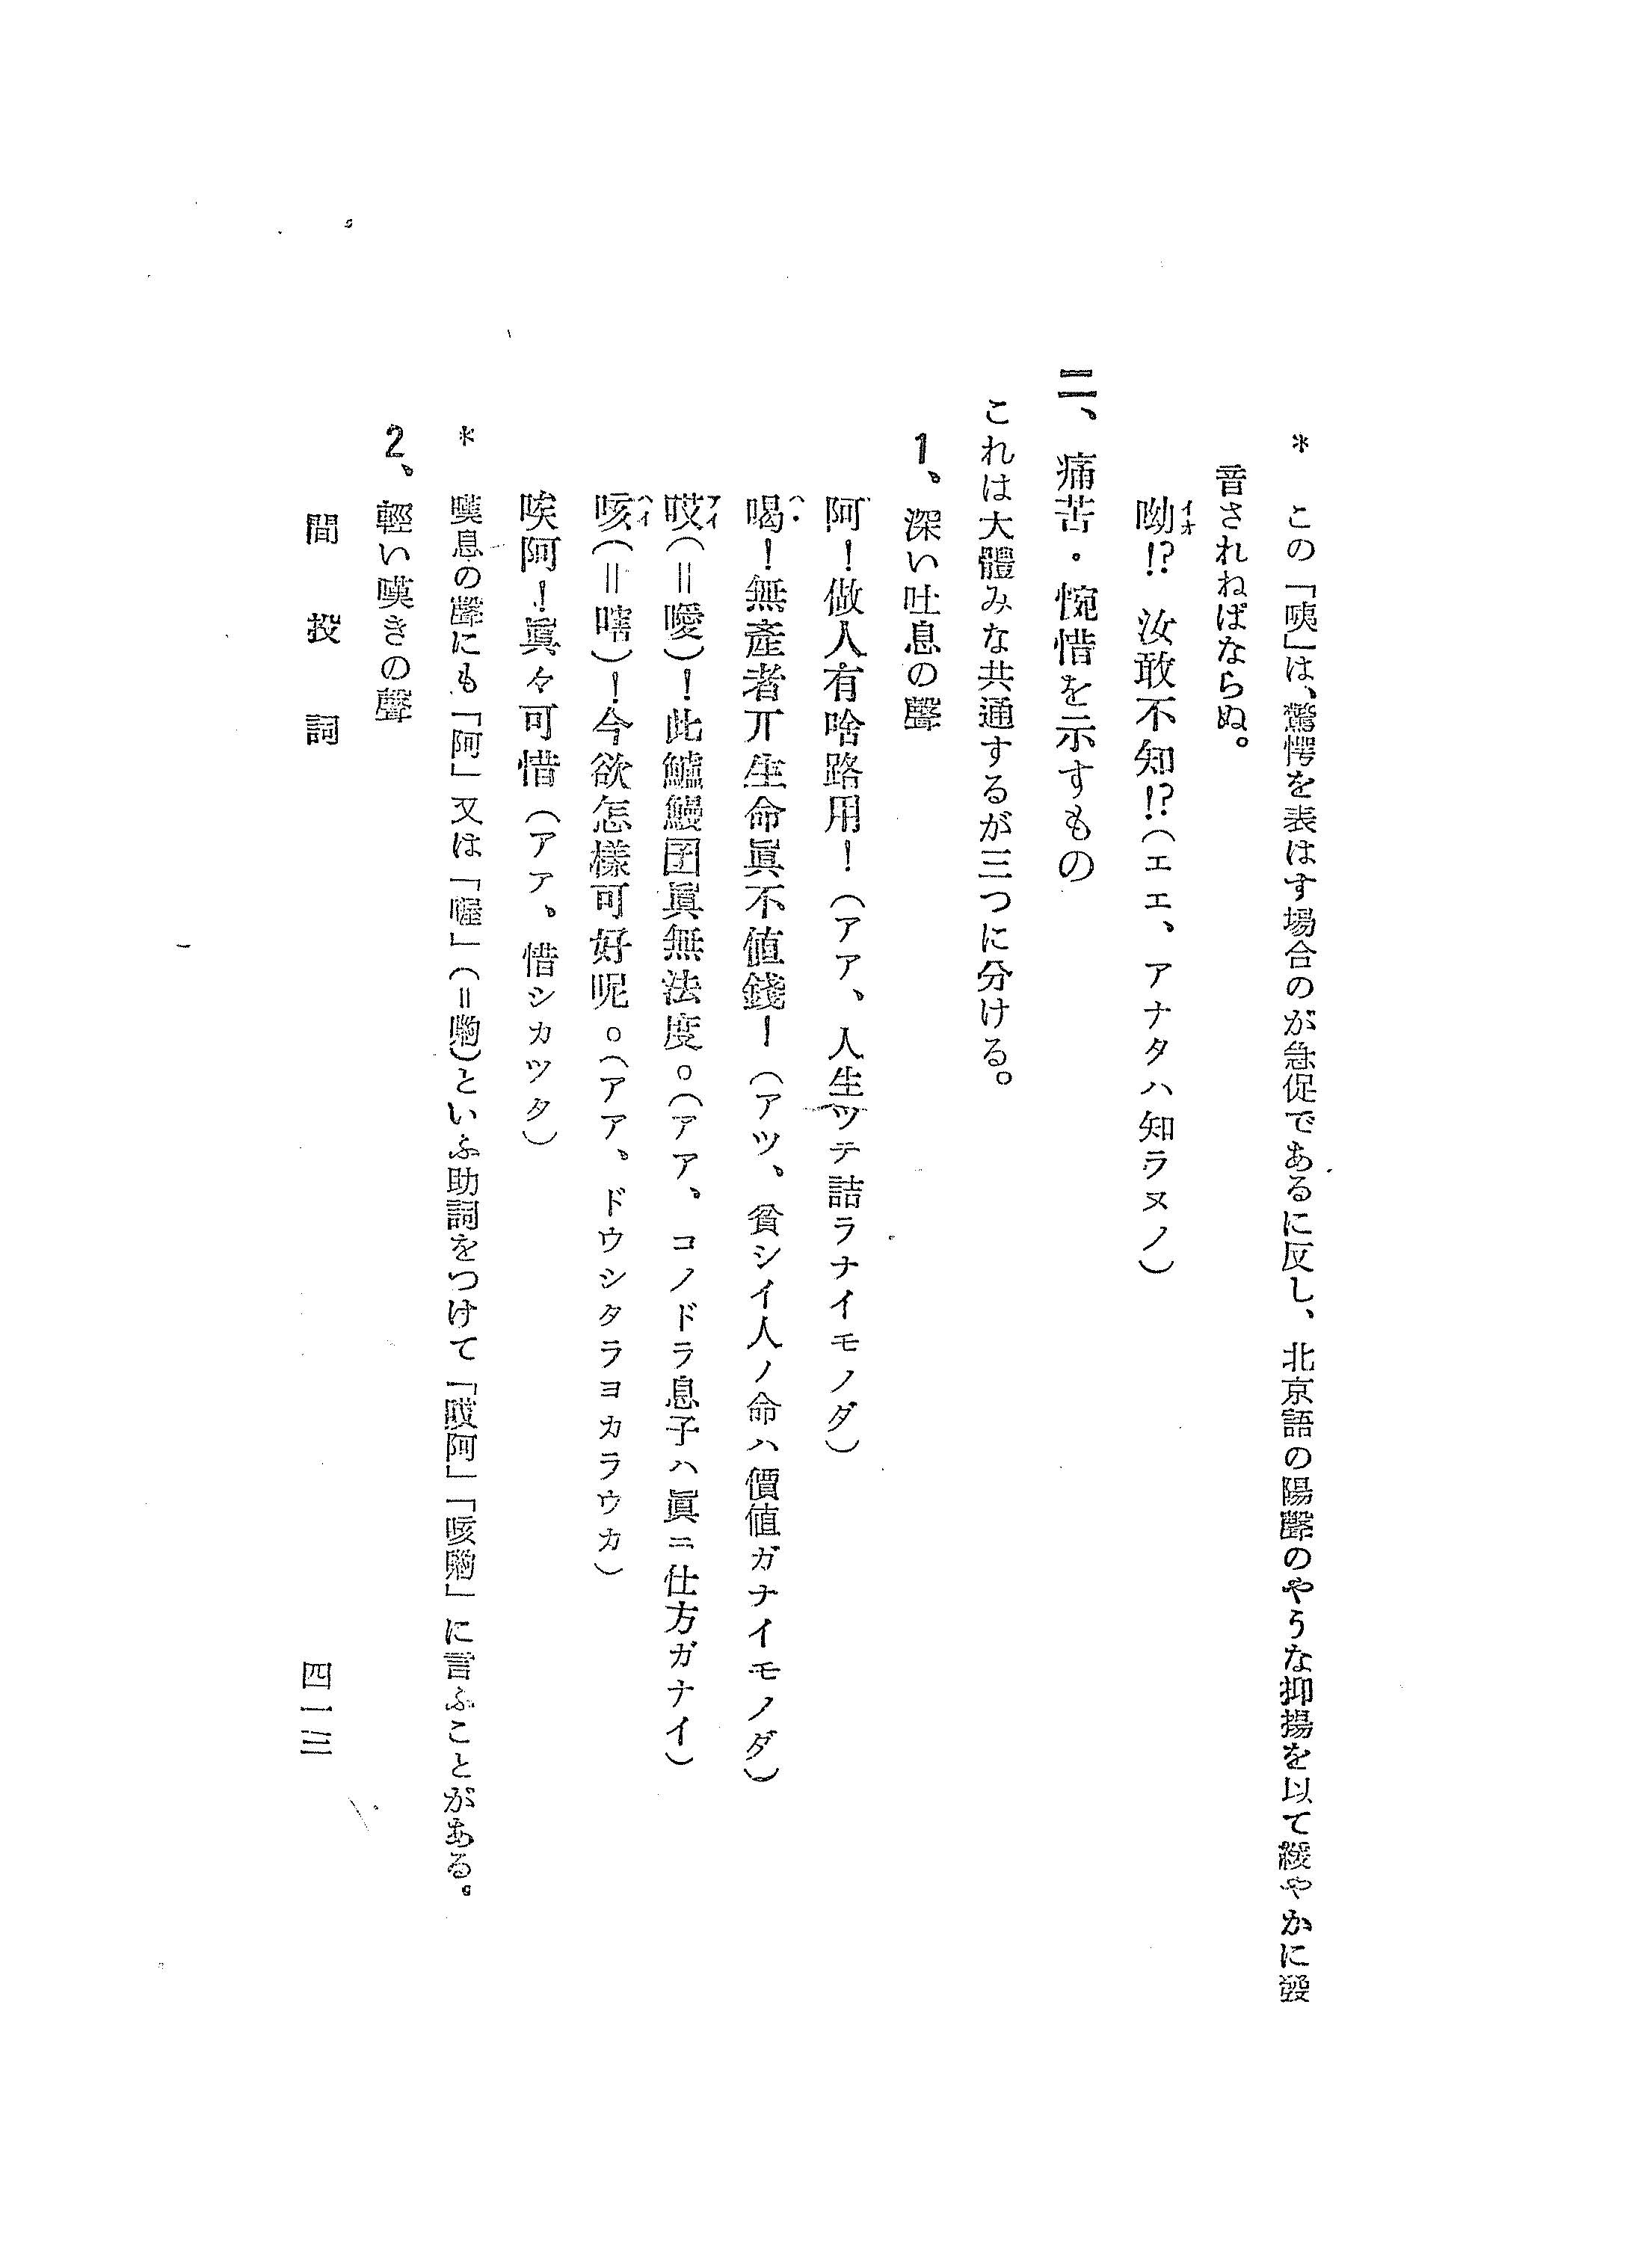 ＊　この「咦」は、驚愕を表はす場合のが急促であるに反し、北京語の陽聲のやうな抑揚を以て緩やかに發
音されねばならぬ。
呦!? 汝敢不知!?（エエ、アナタハ知ラヌノ）
イオ
二、痛苦・惋惜を示すもの
これは大體みな共通するが三つに分ける。
1、深い吐息の聲
阿！做人有啥路用！（アア、人生ツテ詰ラナイモノダ）
喝！無產者丌生命眞不値錢！（アツ、貧シイ人ノ命ハ價値ガナイモノダ）
ハ・
哎（＝噯）！此鱸鰻囝眞無法度。（アア、コノドラ息子ハ眞ニ仕方ガナイ）
アイ
咳（＝嗐）！今欲怎樣可好呢。（アア、ドウシタラヨカラウカ）
ハイ
唉阿！眞々可惜（アア、惜シカツタ）
＊　嘆息の聲にも「阿」又は「喔」（＝喲）といふ助詞をつけて「哎阿」「咳喲」に言ふことがある。
2、輕い嘆きの聲
間投詞
四一三